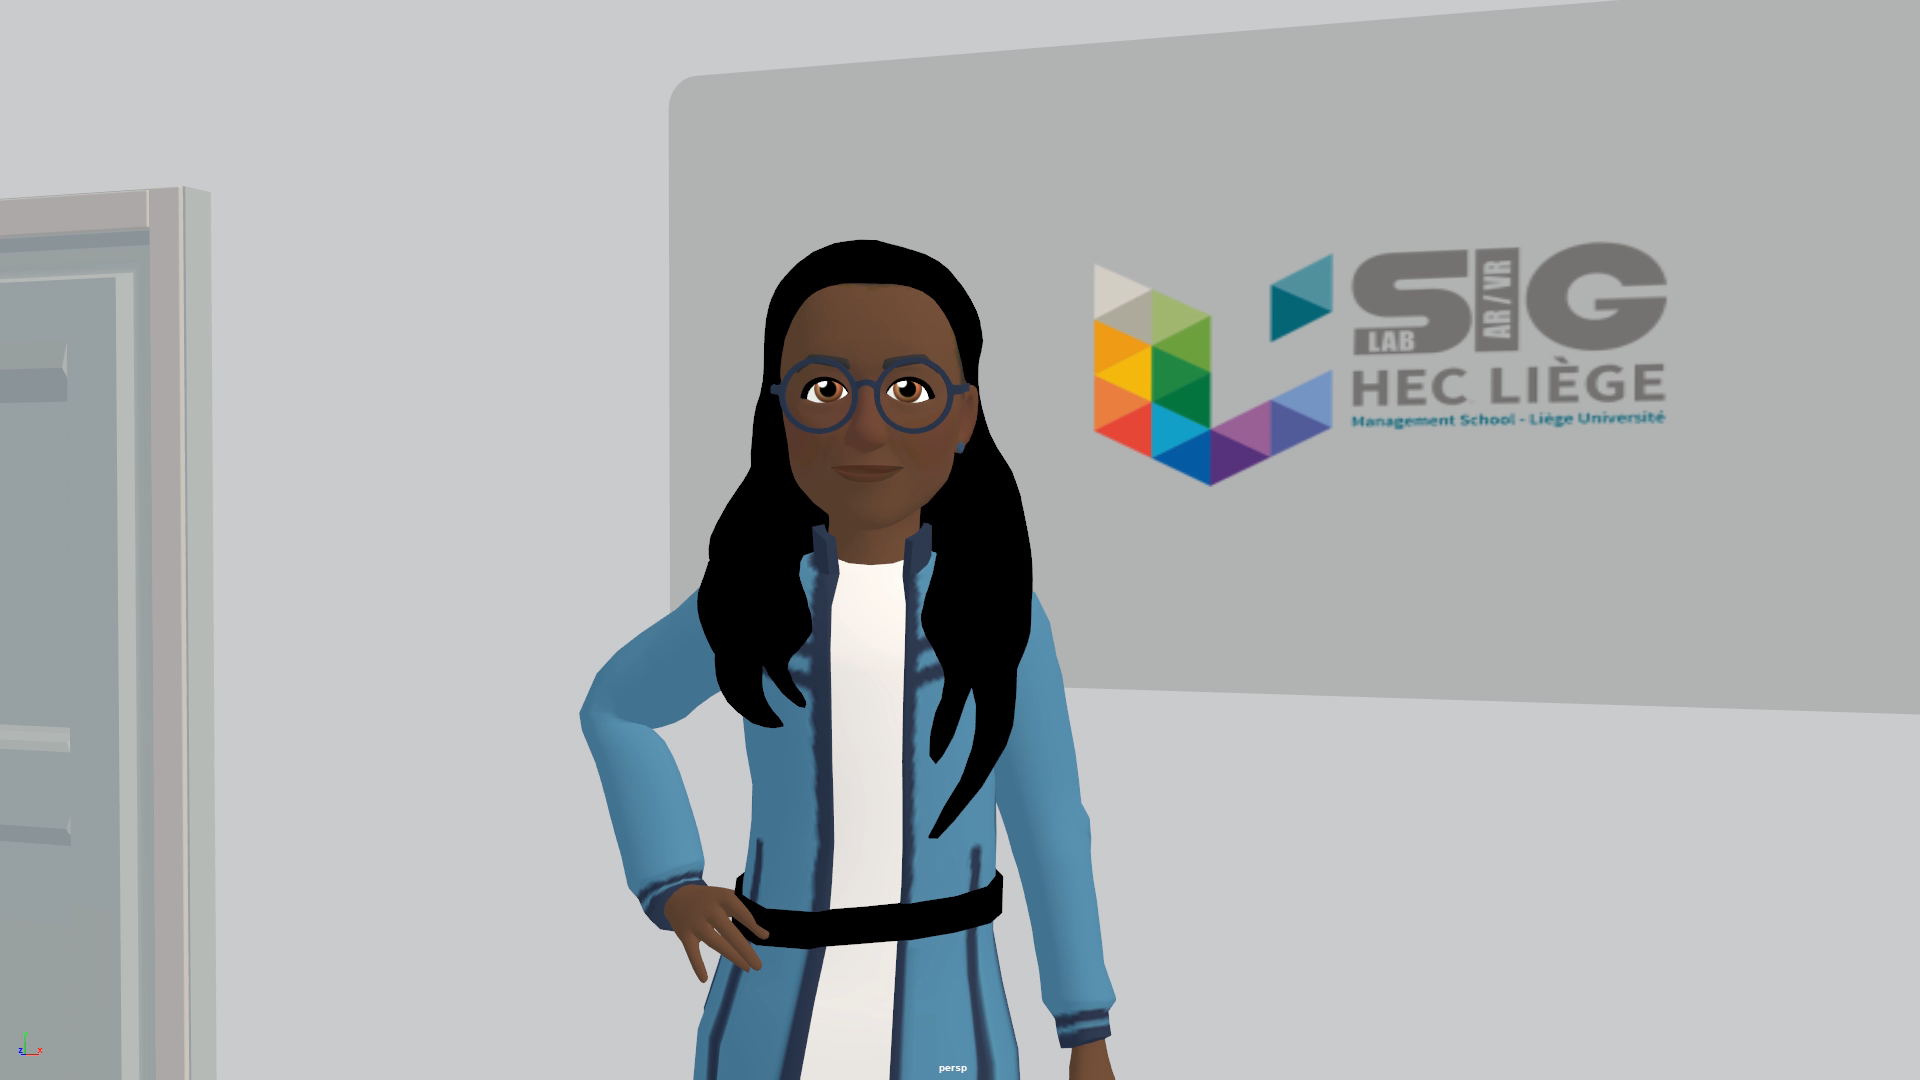 SIG
LAB
AR/VR
HEC LIÈGE
Management School - Liège Université
persp
z x